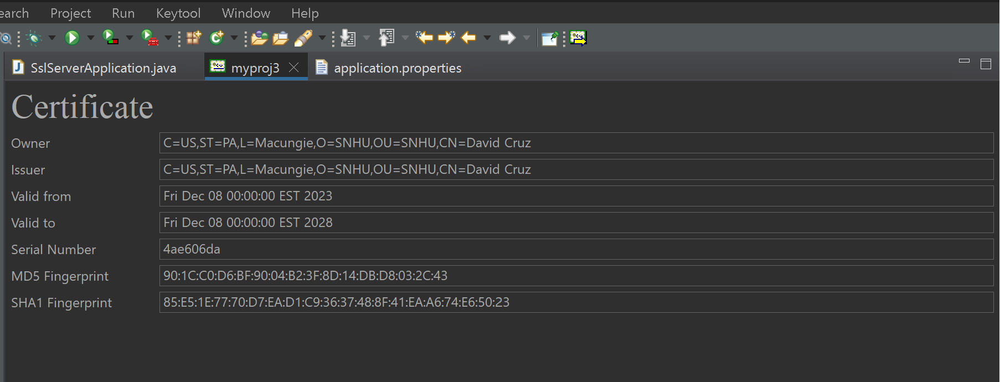 earch Project Run Keytool Window Help
SslServerApplication.java myproj3 application.properties
Certificate
Owner C=US,ST=PA,L=Macungie,O=SNHU,OU=SNHU,CN=David Cruz
Issuer C=US,ST=PA,L=Macungie,O=SNHU,OU=SNHU,CN=David Cruz
Valid from Fri Dec 08 00:00:00 EST 2023
Valid to Fri Dec 08 00:00:00 EST 2028
Serial Number 4ae606da
MD5 Fingerprint 90:1C:C0:D6:BF:90:04:B2:3F:8D:14:DB:D8:03:2C:43
SHA1 Fingerprint 85:E5:1E:77:70:D7:EA:D1:C9:36:37:48:8F:41:EA:A6:74:E6:50:23